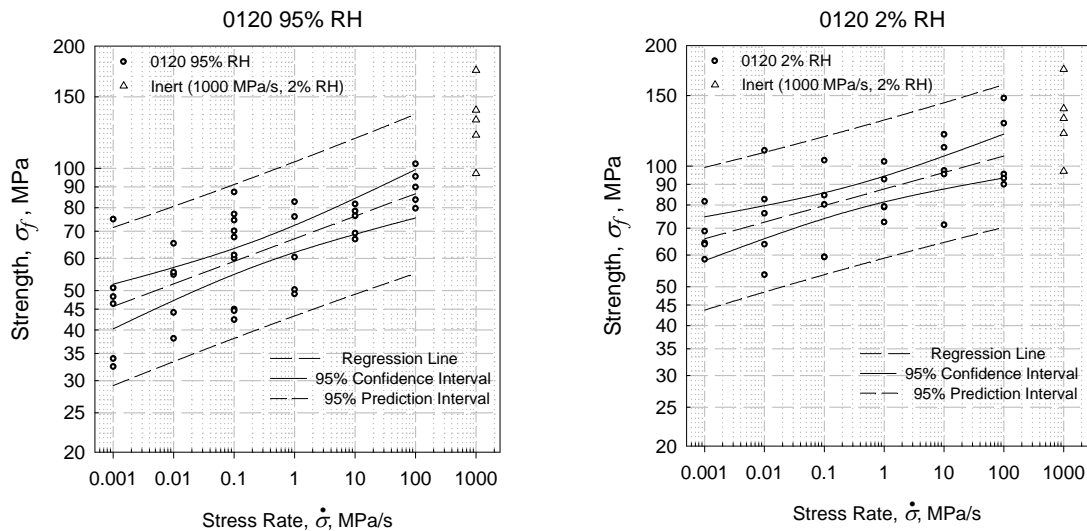 0120 95% RH
200
150
100
90
80
70
60
50
45
40
35
30
25
20
Strength, σf, MPa
0120 95% RH
Inert (1000 MPa/s, 2% RH)
Regression Line
95% Confidence Interval
95% Prediction Interval
0.001 0.01 0.1 1 10 100 1000
Stress Rate, σ̇, MPa/s
0120 2% RH
200
150
100
90
80
70
60
50
45
40
35
30
25
20
Strength, σf, MPa
0120 2% RH
Inert (1000 MPa/s, 2% RH)
Regression Line
95% Confidence Interval
95% Prediction Interval
0.001 0.01 0.1 1 10 100 1000
Stress Rate, σ̇, MPa/s